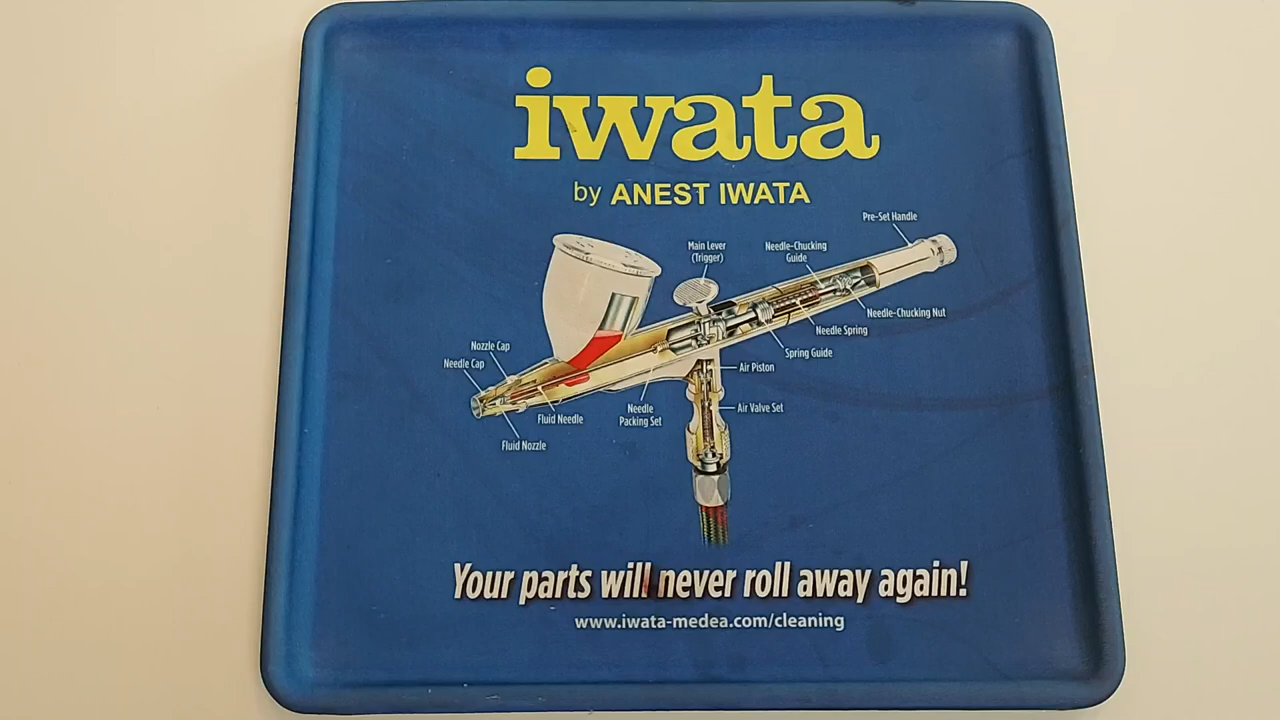 iwata
by ANEST IWATA
Pre-Set Handle
Main Lever
(Trigger)
Needle-Chucking
Guide
Needle-Chucking Nut
Needle Spring
Spring Guide
Nozzle Cap
Needle Cap
Air Piston
Air Valve Set
Needle
Packing Set
Fluid Needle
Fluid Nozzle
Your parts will never roll away again!
www.iwata-medea.com/cleaning